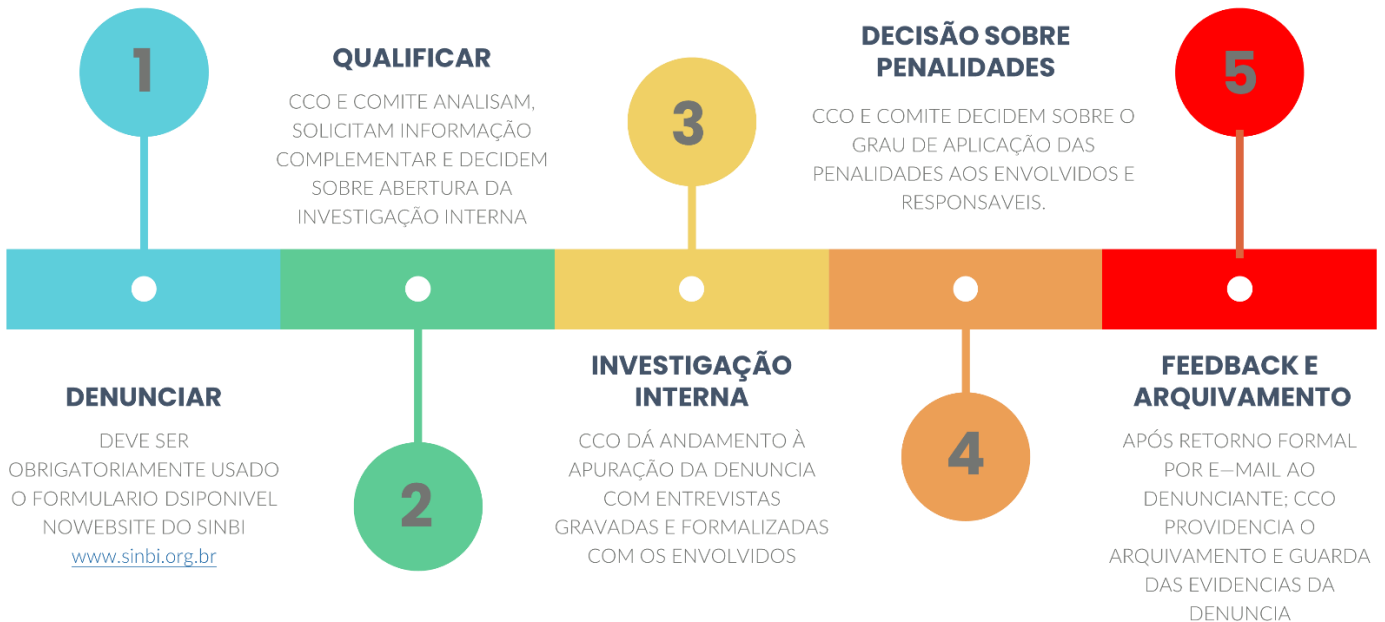 1
DENUNCIAR
DEVE SER
OBRIGATORIAMENTE USADO
O FORMULARIO DSIPONIVEL
NOWEBSITE DO SINBI
www.sinbi.org.br
QUALIFICAR
CCO E COMITE ANALISAM,
SOLICITAM INFORMAÇÃO
COMPLEMENTAR E DECIDEM
SOBRE ABERTURA DA
INVESTIGAÇÃO INTERNA
2
3
INVESTIGAÇÃO
INTERNA
CCO DÁ ANDAMENTO À
APURAÇÃO DA DENUNCIA
COM ENTREVISTAS
GRAVADAS E FORMALIZADAS
COM OS ENVOLVIDOS
DECISÃO SOBRE
PENALIDADES
CCO E COMITE DECIDEM SOBRE O
GRAU DE APLICAÇÃO DAS
PENALIDADES AOS ENVOLVIDOS E
RESPONSAVEIS.
4
5
FEEDBACK E
ARQUIVAMENTO
APÓS RETORNO FORMAL
POR E—MAIL AO
DENUNCIANTE; CCO
PROVIDENCIA O
ARQUIVAMENTO E GUARDA
DAS EVIDENCIAS DA
DENUNCIA